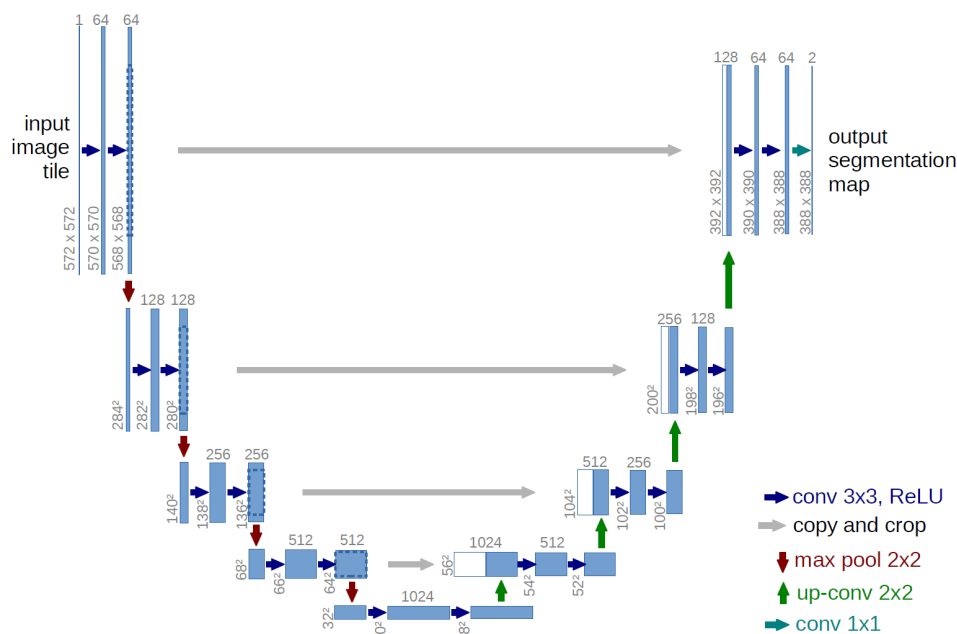 1 64 64
input
image
tile
572 x 572
570 x 570
568 x 568
128 64 64 2
output
segmentation
map
392 x 392
390 x 390
388 x 388
388 x 388
128 128
284²
282²
280²
256 128
200²
198²
196²
256 256
140²
138²
136²
512 256
104²
102²
100²
512 512
68²
66²
64²
1024 512
56²
54²
52²
1024
32²
0²
8²
conv 3x3, ReLU
copy and crop
max pool 2x2
up-conv 2x2
conv 1x1